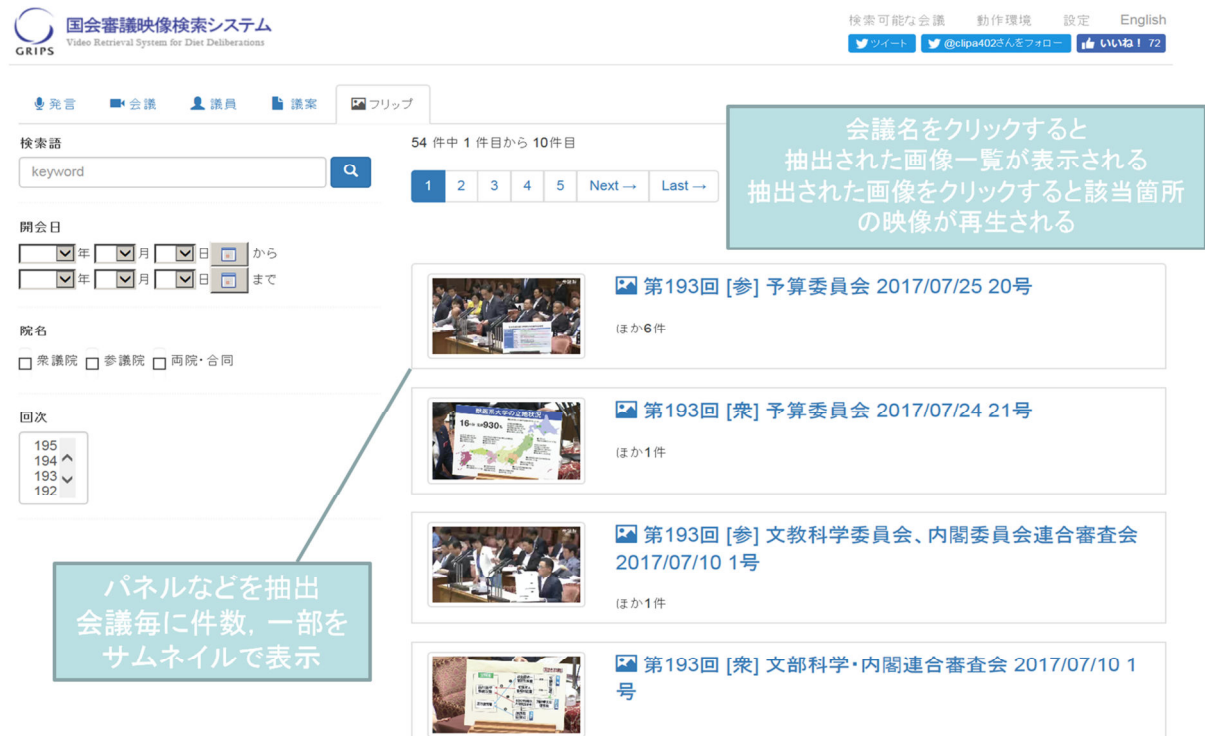 GRIPS
国会審議映像検索システム
Video Retrieval System for Diet Deliberations
検索可能な会議 動作環境 設定 English
ツイート @clipa402さんをフォロー いいね! 72
発言 会議 議員 議案 フリップ
検索語
keyword
開会日
年 月 日 から
年 月 日 まで
院名
衆議院 参議院 両院・合同
回次
195
194
193
192
パネルなどを抽出
会議毎に件数, 一部を
サムネイルで表示
54 件中 1 件目から 10件目
1 2 3 4 5 Next→ Last→
会議名をクリックすると
抽出された画像一覧が表示される
抽出された画像をクリックすると該当箇所
の映像が再生される
第193回 [参] 予算委員会 2017/07/25 20号
ほか6件
第193回 [衆] 予算委員会 2017/07/24 21号
ほか1件
獣医系大学の立地状況
16 930
第193回 [参] 文教科学委員会、内閣委員会連合審査会
2017/07/10 1号
ほか1件
第193回 [衆] 文部科学・内閣連合審査会 2017/07/10 1
号